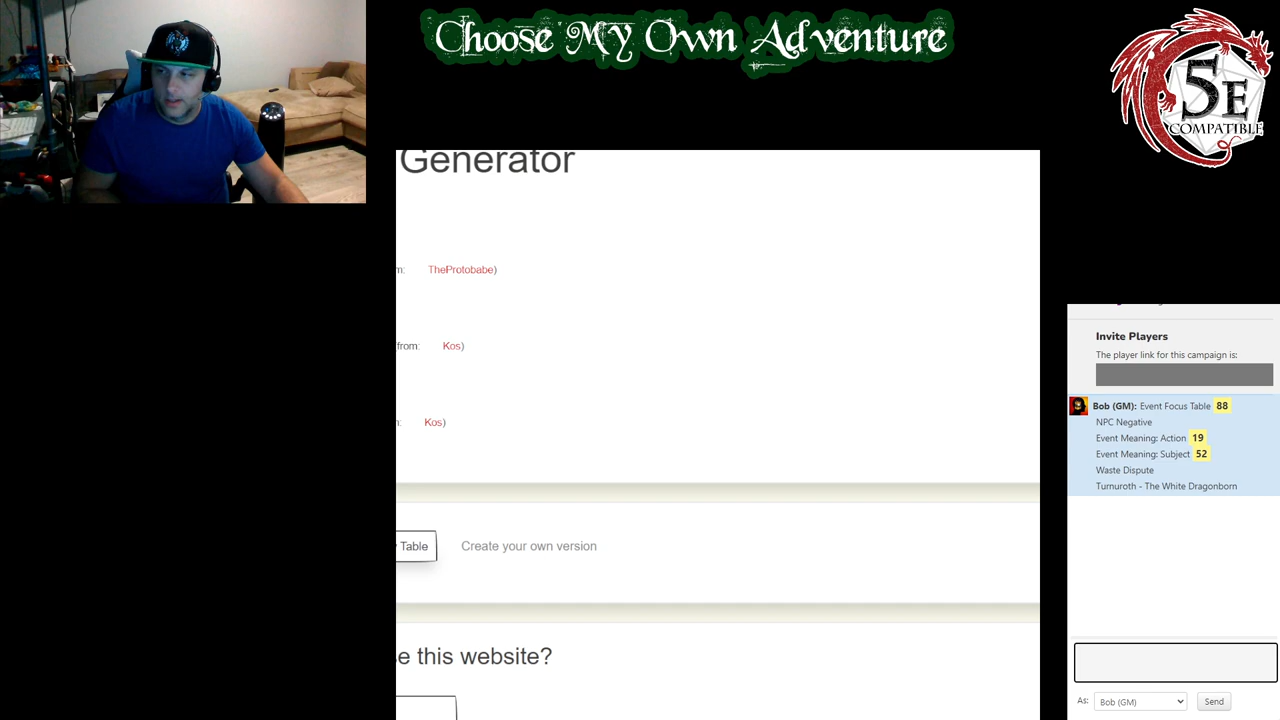 Choose My Own Adventure
5E
COMPATIBLE
Generator
m: TheProtobabe)
from: Kos)
Kos)
Table
Create your own version
this website?
Invite Players
The player link for this campaign is:
Bob (GM): Event Focus Table 88
NPC Negative
Event Meaning: Action 19
Event Meaning: Subject 52
Waste Dispute
Turnuroth - The White Dragonborn
As: Bob (GM) Send